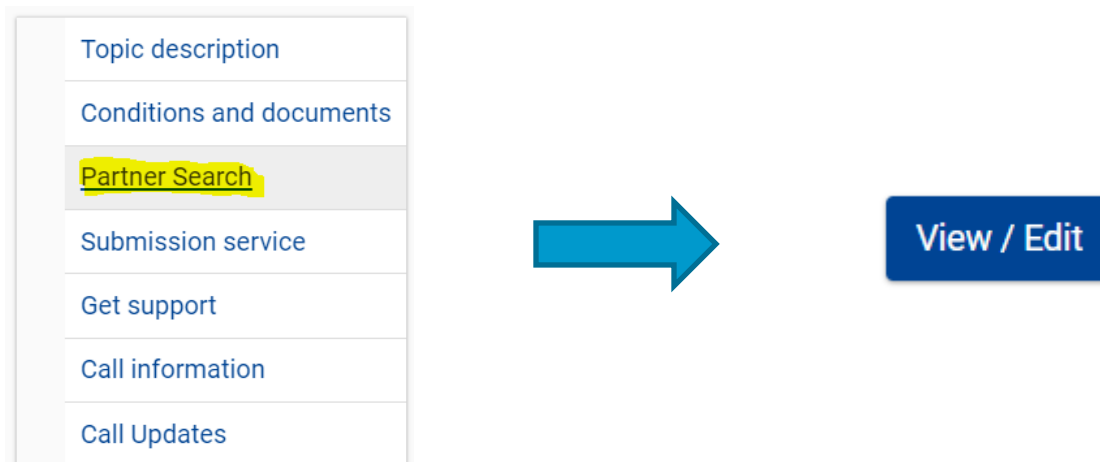 Topic description
Conditions and documents
Partner Search
Submission service
Get support
Call information
Call Updates
View / Edit